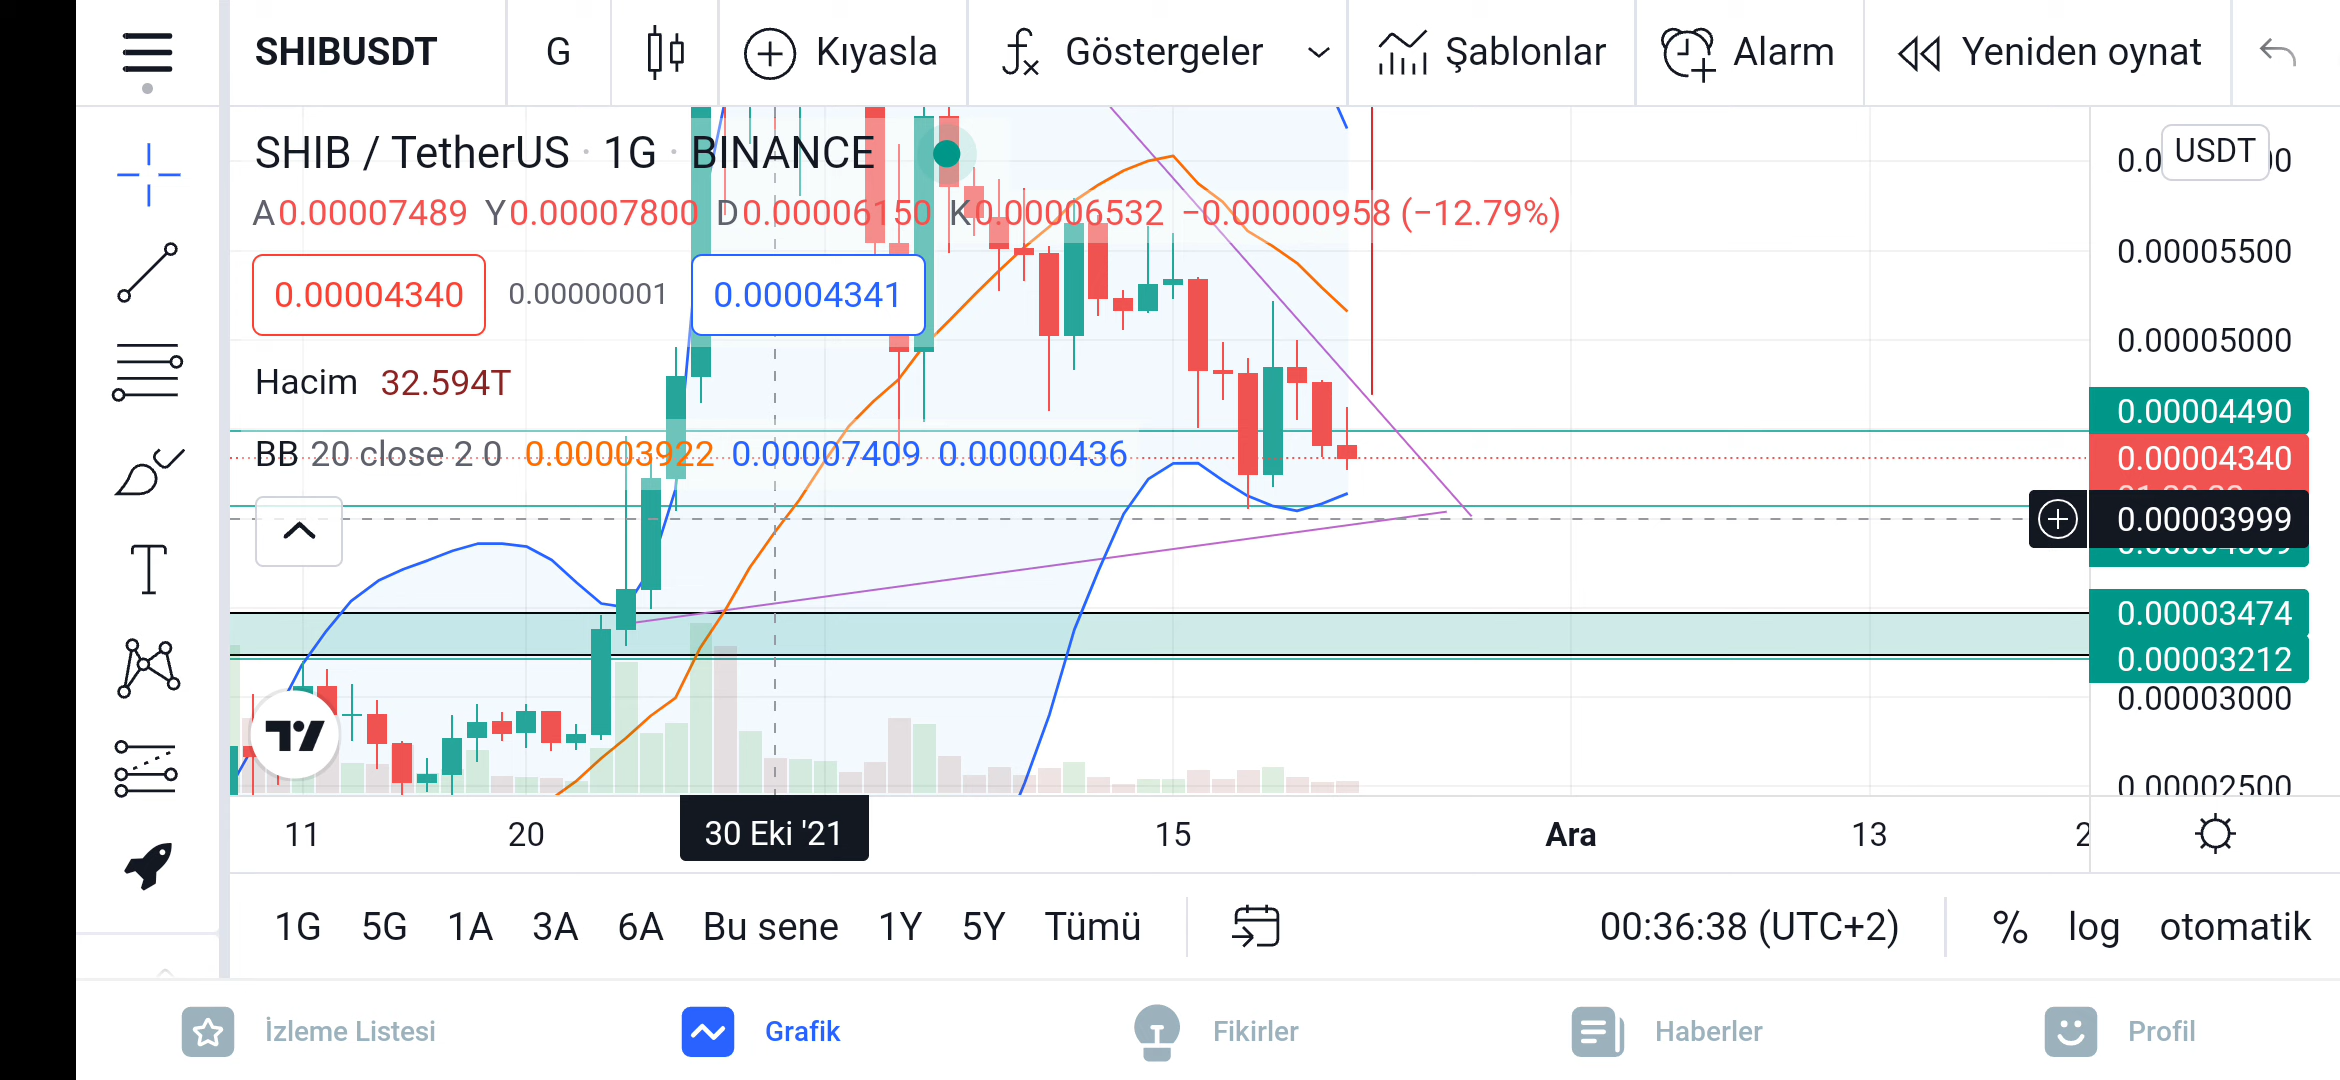 SHIBUSDT G Kıyasla Göstergeler Şablonlar Alarm Yeniden oynat
SHIB / TetherUS · 1G · BINANCE
USDT
A0.00007489 Y0.00007800 D0.00006150 K0.00006532 −0.00000958 (−12.79%)
0.00005500
0.00004340 0.00000001 0.00004341
0.00005000
Hacim 32.594T
0.00004490
BB 20 close 2 0 0.00003922 0.00007409 0.00000436
0.00004340
0.00003999
0.00003474
0.00003212
0.00003000
0.00002500
11 20 30 Eki '21 15 Ara 13
1G 5G 1A 3A 6A Bu sene 1Y 5Y Tümü 00:36:38 (UTC+2) % log otomatik
İzleme Listesi Grafik Fikirler Haberler Profil